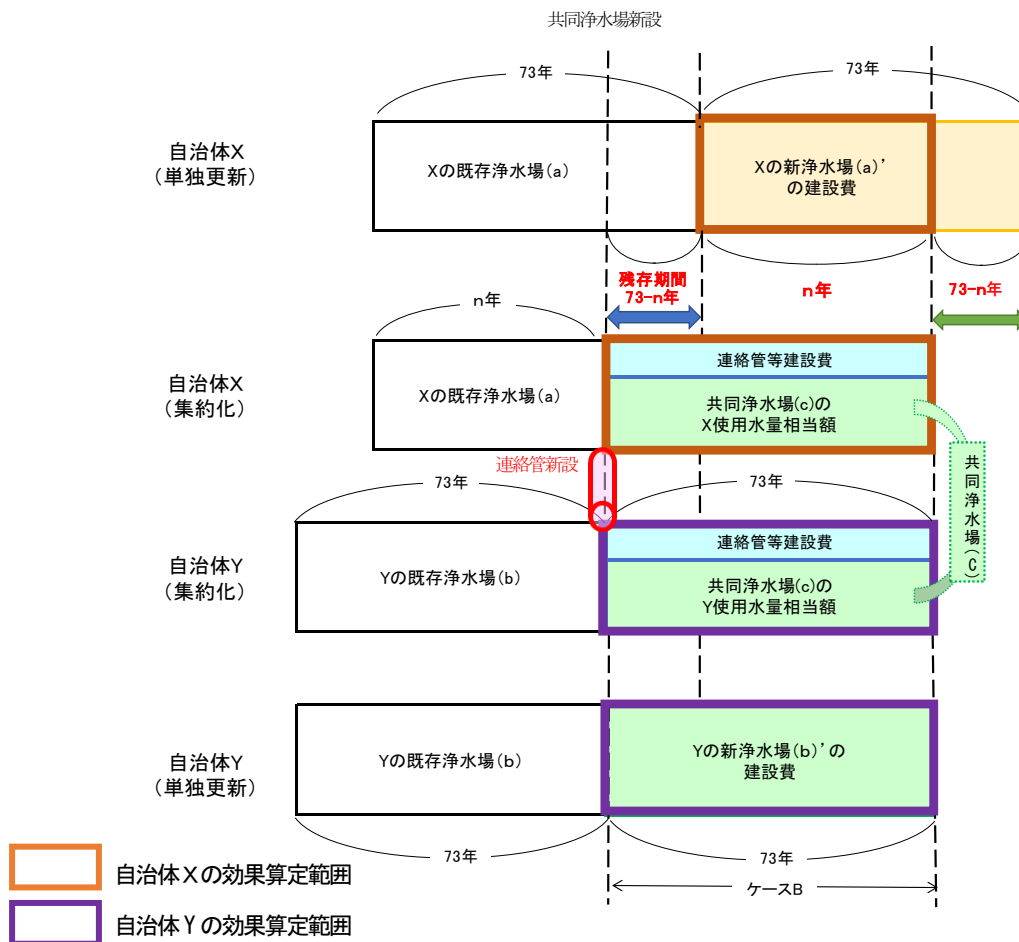 共同浄水場新設
73年
73年
自治体X
（単独更新）
Xの既存浄水場(a)
Xの新浄水場(a)’
の建設費
残存期間
73-n年
n年
73-n年
n年
自治体X
（集約化）
Xの既存浄水場(a)
連絡管等建設費
共同浄水場(c)の
X使用水量相当額
連絡管新設
共同浄水場（C）
73年
73年
自治体Y
（集約化）
Yの既存浄水場(b)
連絡管等建設費
共同浄水場(c)の
Y使用水量相当額
自治体Y
（単独更新）
Yの既存浄水場(b)
Yの新浄水場(b)’の
建設費
73年
73年
ケースB
自治体Xの効果算定範囲
自治体Yの効果算定範囲